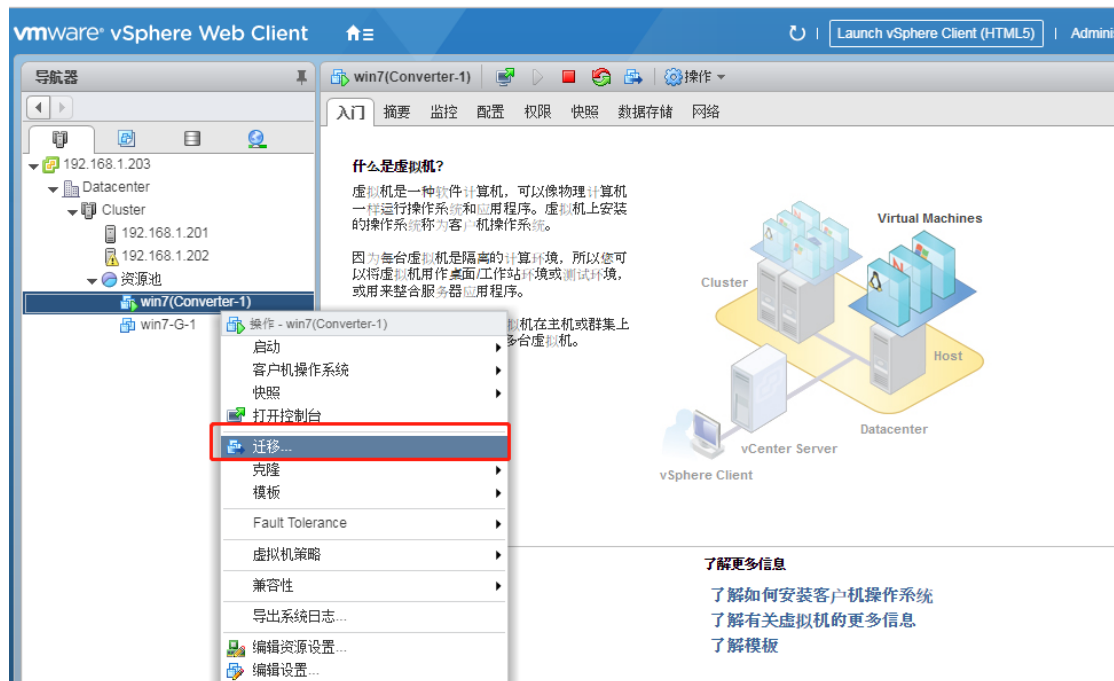 vmware® vSphere Web Client
Launch vSphere Client (HTML5)
Adminis
导航器
win7(Converter-1)
操作
入门 摘要 监控 配置 权限 快照 数据存储 网络
192.168.1.203
Datacenter
Cluster
192.168.1.201
192.168.1.202
资源池
win7(Converter-1)
win7-G-1
什么是虚拟机?
虚拟机是一种软件计算机，可以像物理计算机
一样运行操作系统和应用程序。虚拟机上安装
的操作系统称为客户机操作系统。
因为每台虚拟机是隔离的计算环境，所以您可
以将虚拟机用作桌面/工作站环境或测试环境，
或用来整合服务器应用程序。
拟机在主机或群集上
多台虚拟机。
操作 - win7(Converter-1)
启动
客户机操作系统
快照
打开控制台
迁移...
克隆
模板
Fault Tolerance
虚拟机策略
兼容性
导出系统日志...
编辑资源设置...
编辑设置...
Virtual Machines
Cluster
Host
Datacenter
vCenter Server
vSphere Client
了解更多信息
了解如何安装客户机操作系统
了解有关虚拟机的更多信息
了解模板